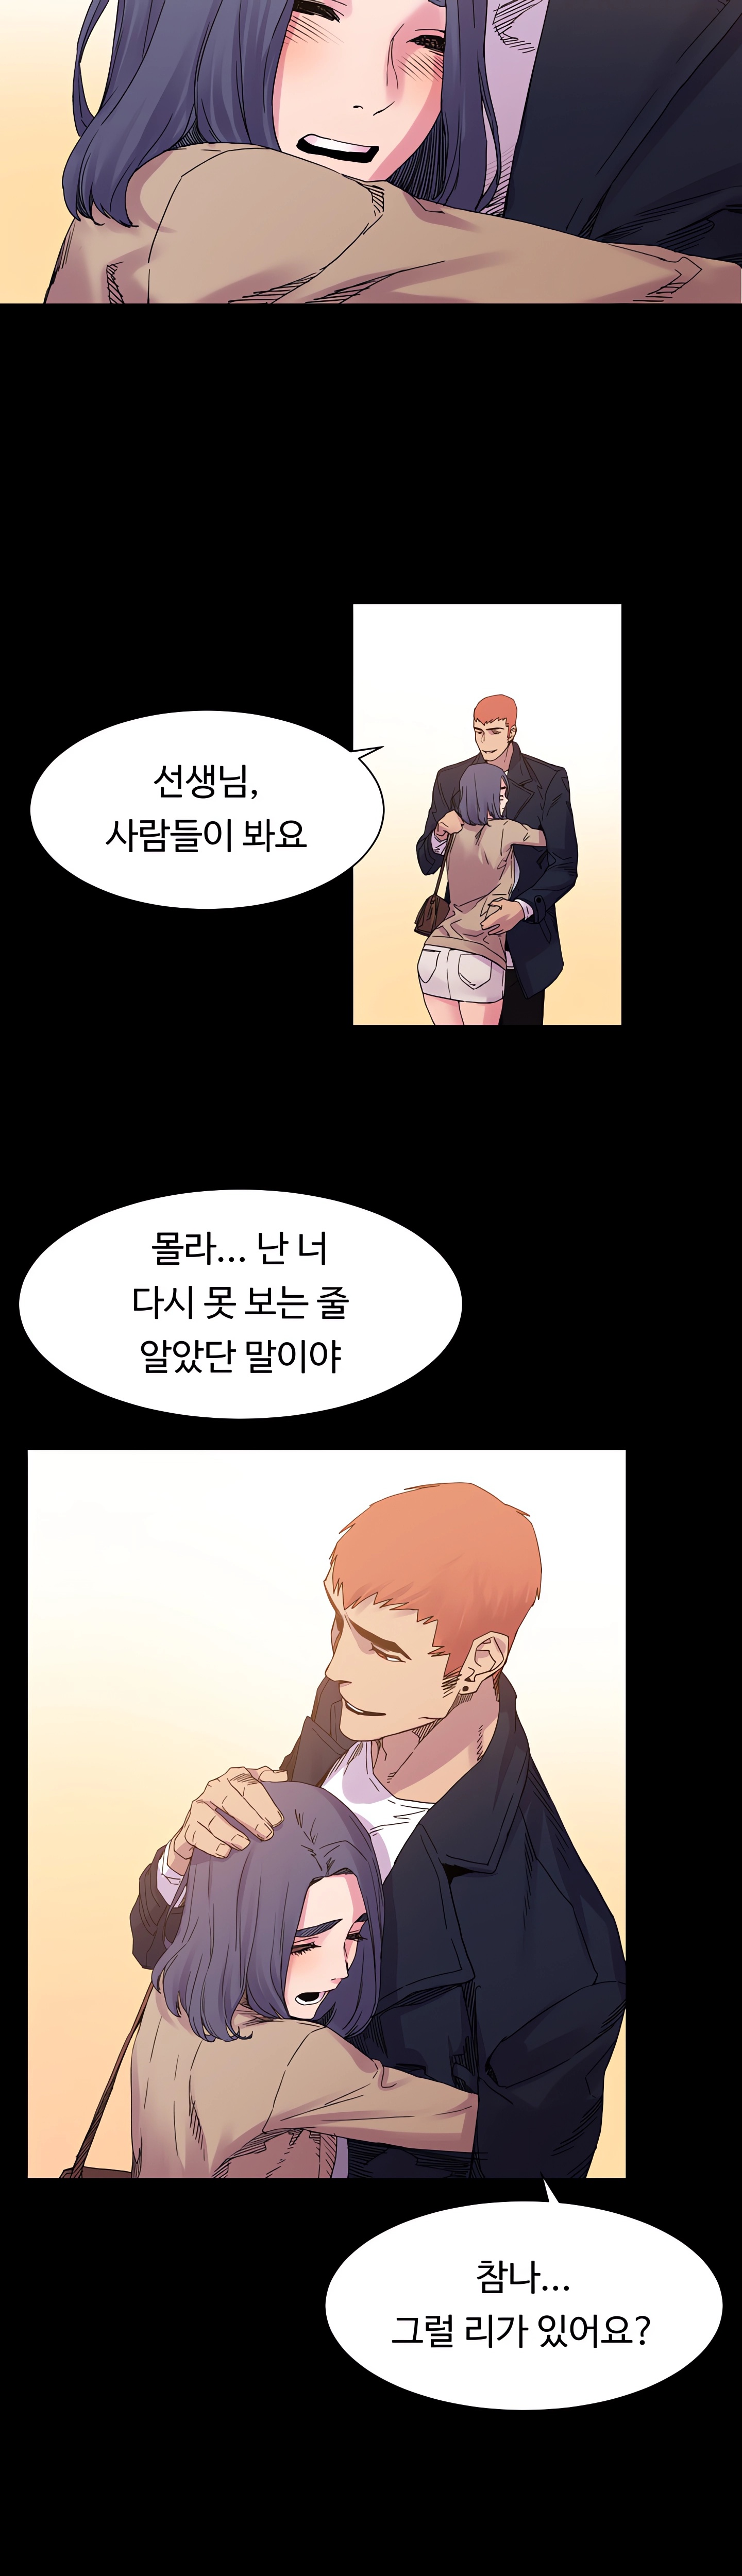 선생님,
사람들이 봐요
몰라... 난 너
다시 못 보는 줄
알았단 말이야
참나...
그럴 리가 있어요?